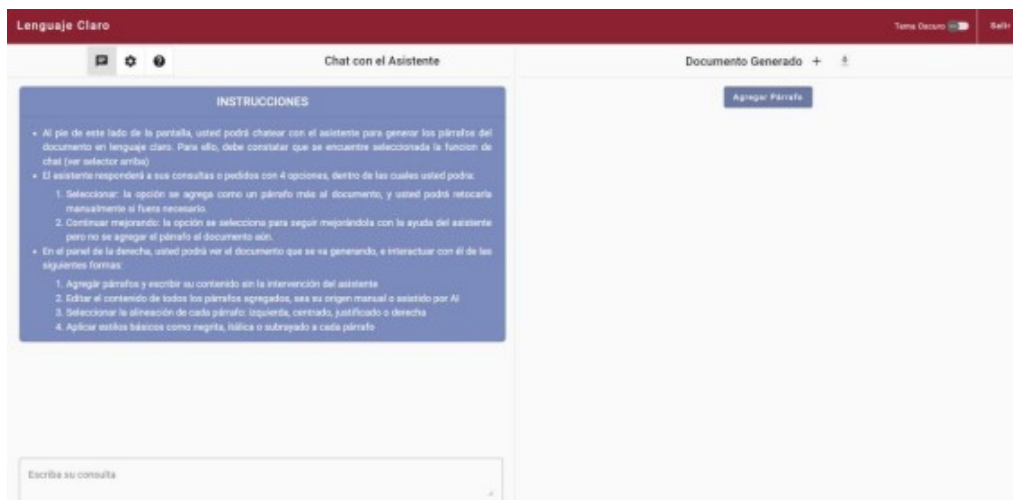 Lenguaje Claro
Tema Oscuro
Salir
Chat con el Asistente
Documento Generado +
INSTRUCCIONES
Agregar Párrafo
• Al pie de este lado de la pantalla, usted podrá chatear con el asistente para generar los párrafos del
documento en lenguaje claro. Para ello, debe constatar que se encuentre seleccionada la funcion de
chat (ver selector arriba)
• El asistente responderá a sus consultas o pedidos con 4 opciones, dentro de las cuales usted podra:
1. Seleccionar: la opción se agrega como un párrafo más al documento, y usted podrá retocarla
manualmente si fuera necesario.
2. Continuar mejorando: la opción se selecciona para seguir mejorándola con la ayuda del asistente
pero no se agregar el párrafo al documento aún.
• En el panel de la derecha, usted podrá ver el documento que se va generando, e interactuar con él de las
siguientes formas:
1. Agregár párrafos y escribir su contenido sin la intervención del asistente
2. Editar el contenido de todos los párrafos agregados, sea su origen manual o asistido por AI
3. Seleccionar la alineación de cada párrafo: izquierda, centrado, justificado o derecha
4. Aplicar estilos básicos como negrita, itálica o subrayado a cada párrafo
Escriba su consulta